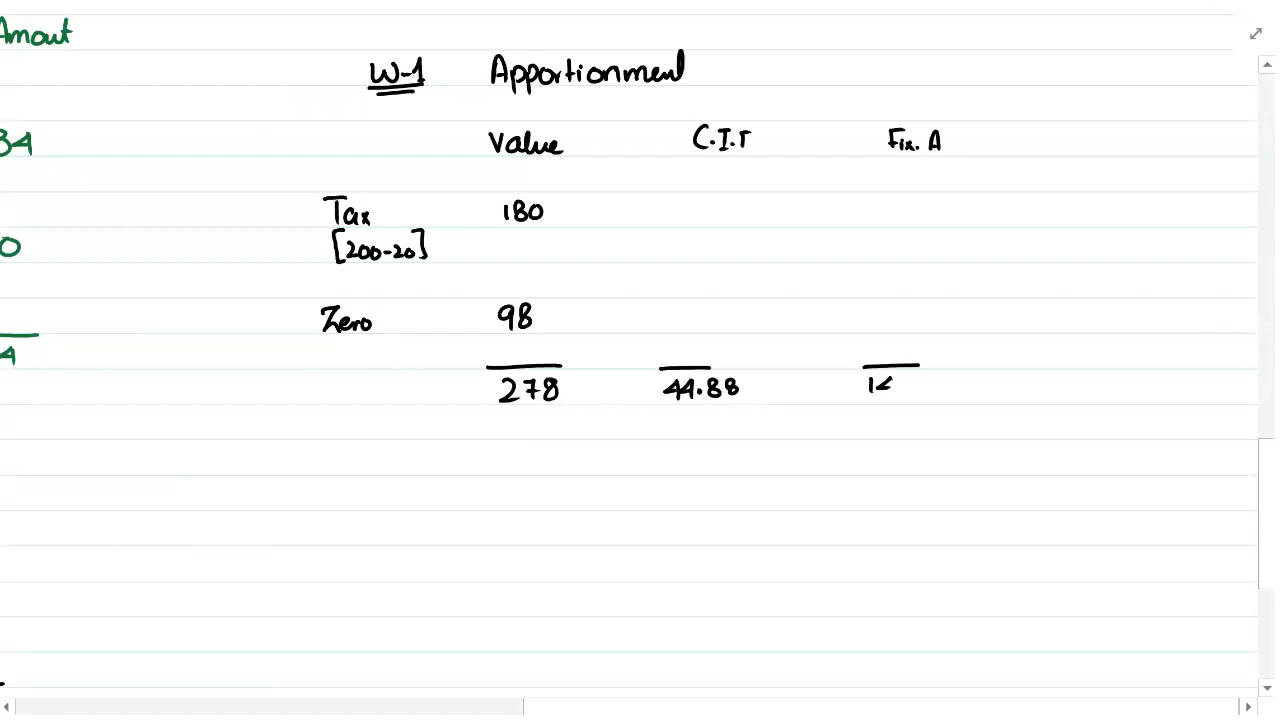 Amout
W-1 Apportionment
34
Value C.I.T Fix. A
Tax 180
[200-20]
0
Zero 98
4
278 44.88